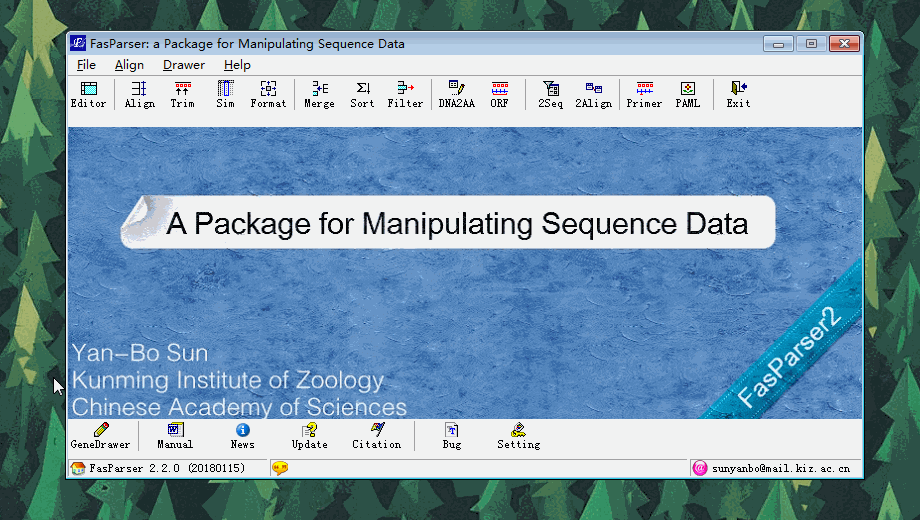 FasParser: a Package for Manipulating Sequence Data
File Align Drawer Help
Editor Align Trim Sim Format Merge Sort Filter DNA2AA ORF 2Seq 2Align Primer PAML Exit
A Package for Manipulating Sequence Data
FasParser2
Yan-Bo Sun
Kunming Institute of Zoology
Chinese Academy of Sciences
GeneDrawer Manual News Update Citation Bug Setting
FasParser 2.2.0 (20180115) sunyanbo@mail.kiz.ac.cn